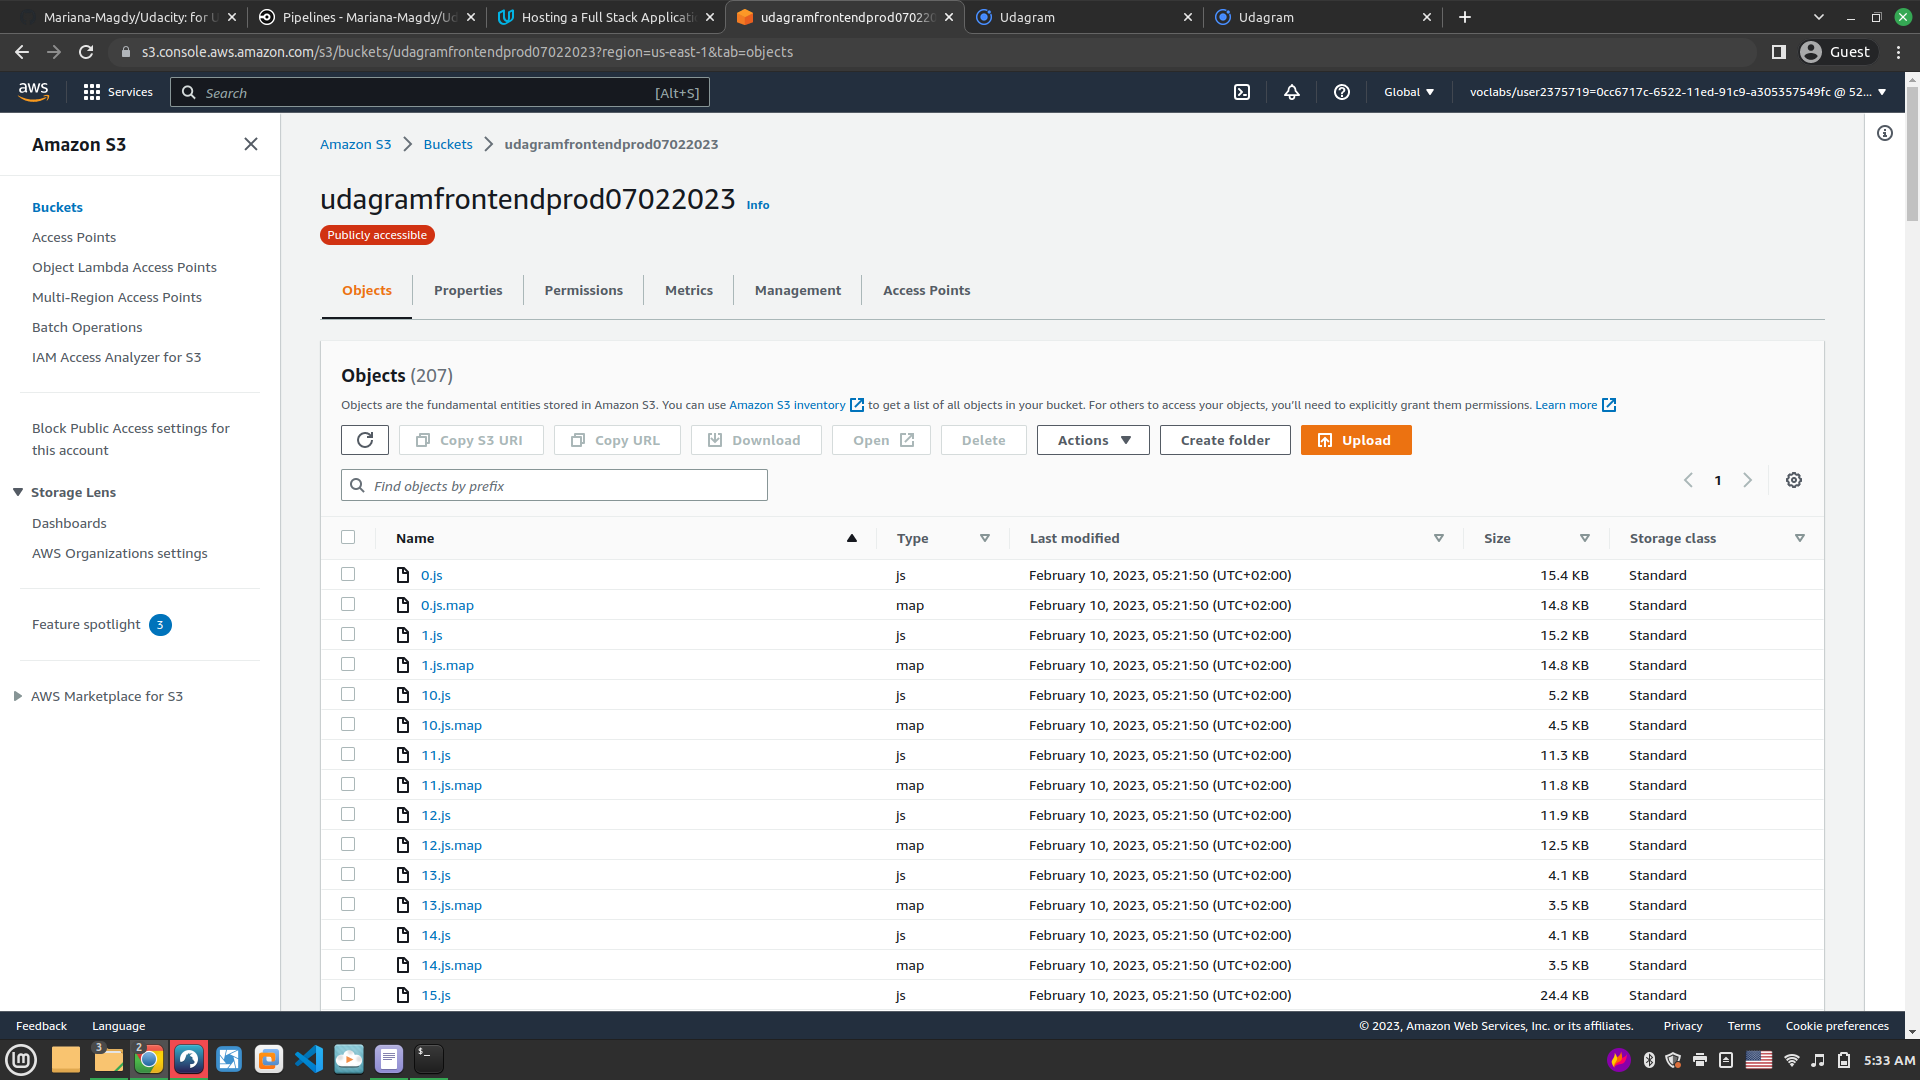 Mariana-Magdy/Udacity: for U
Pipelines - Mariana-Magdy/Ud
Hosting a Full Stack Applicati
udagramfrontendprod070220
Udagram
Udagram
s3.console.aws.amazon.com/s3/buckets/udagramfrontendprod07022023?region=us-east-1&tab=objects
Guest
aws
Services
Search
[Alt+S]
Global
voclabs/user2375719=0cc6717c-6522-11ed-91c9-a305357549fc @ 52...
Amazon S3
Buckets
Access Points
Object Lambda Access Points
Multi-Region Access Points
Batch Operations
IAM Access Analyzer for S3
Block Public Access settings for
this account
Storage Lens
Dashboards
AWS Organizations settings
Feature spotlight 3
AWS Marketplace for S3
Amazon S3 > Buckets > udagramfrontendprod07022023
udagramfrontendprod07022023 Info
Publicly accessible
Objects Properties Permissions Metrics Management Access Points
Objects (207)
Objects are the fundamental entities stored in Amazon S3. You can use Amazon S3 inventory to get a list of all objects in your bucket. For others to access your objects, you'll need to explicitly grant them permissions. Learn more
Copy S3 URI Copy URL Download Open Delete Actions Create folder Upload
Find objects by prefix
1
Name Type Last modified Size Storage class
0.js js February 10, 2023, 05:21:50 (UTC+02:00) 15.4 KB Standard
0.js.map map February 10, 2023, 05:21:50 (UTC+02:00) 14.8 KB Standard
1.js js February 10, 2023, 05:21:50 (UTC+02:00) 15.2 KB Standard
1.js.map map February 10, 2023, 05:21:50 (UTC+02:00) 14.8 KB Standard
10.js js February 10, 2023, 05:21:50 (UTC+02:00) 5.2 KB Standard
10.js.map map February 10, 2023, 05:21:50 (UTC+02:00) 4.5 KB Standard
11.js js February 10, 2023, 05:21:50 (UTC+02:00) 11.3 KB Standard
11.js.map map February 10, 2023, 05:21:50 (UTC+02:00) 11.8 KB Standard
12.js js February 10, 2023, 05:21:50 (UTC+02:00) 11.9 KB Standard
12.js.map map February 10, 2023, 05:21:50 (UTC+02:00) 12.5 KB Standard
13.js js February 10, 2023, 05:21:50 (UTC+02:00) 4.1 KB Standard
13.js.map map February 10, 2023, 05:21:50 (UTC+02:00) 3.5 KB Standard
14.js js February 10, 2023, 05:21:50 (UTC+02:00) 4.1 KB Standard
14.js.map map February 10, 2023, 05:21:50 (UTC+02:00) 3.5 KB Standard
15.js js February 10, 2023, 05:21:50 (UTC+02:00) 24.4 KB Standard
Feedback Language
© 2023, Amazon Web Services, Inc. or its affiliates. Privacy Terms Cookie preferences
3
2
$_
5:33 AM